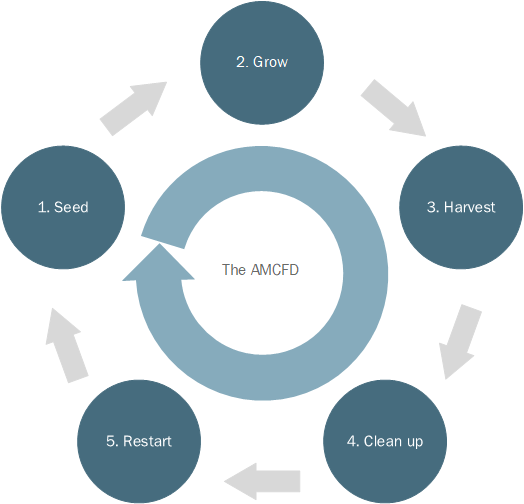 2. Grow
1. Seed
3. Harvest
The AMCFD
5. Restart
4. Clean up